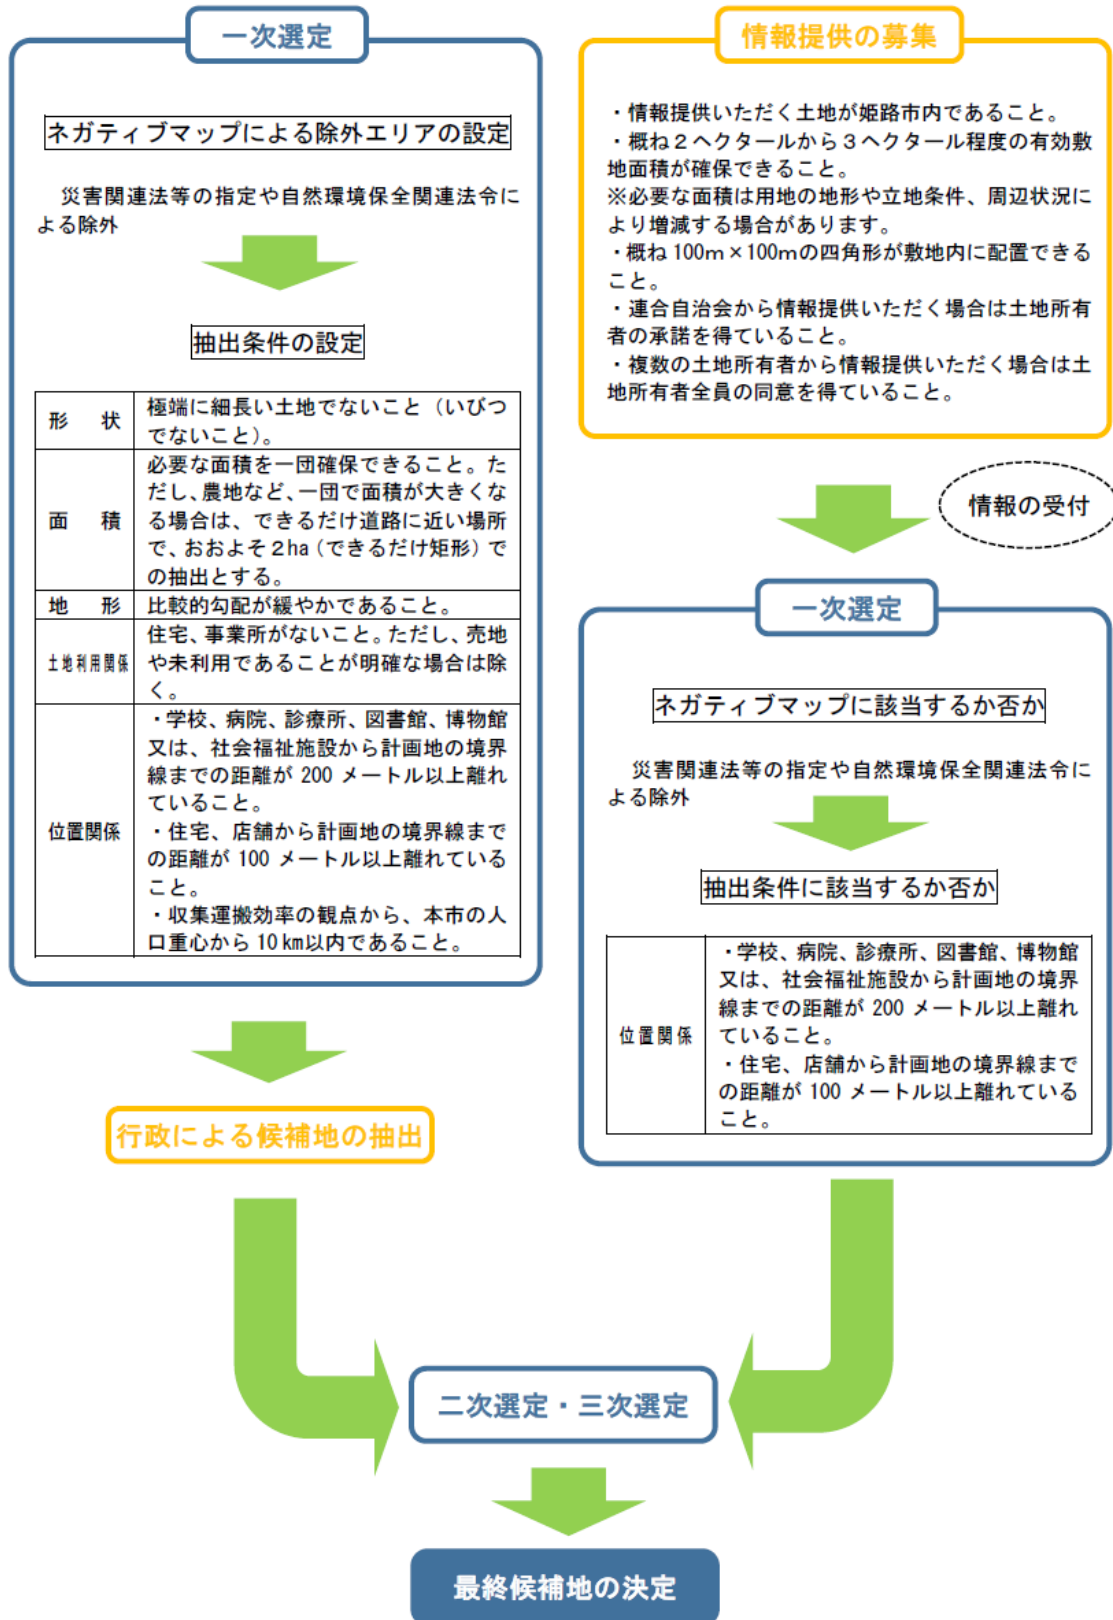 一次選定
ネガティブマップによる除外エリアの設定
災害関連法等の指定や自然環境保全関連法令に
よる除外
抽出条件の設定
形　状
極端に細長い土地でないこと（いびつ
でないこと）。
面　積
必要な面積を一団確保できること。た
だし、農地など、一団で面積が大きくな
る場合は、できるだけ道路に近い場所
で、おおよそ２ha（できるだけ矩形）で
の抽出とする。
地　形
比較的勾配が緩やかであること。
土地利用関係
住宅、事業所がないこと。ただし、売地
や未利用であることが明確な場合は除
く。
位置関係
・学校、病院、診療所、図書館、博物館
又は、社会福祉施設から計画地の境界
線までの距離が 200 メートル以上離れ
ていること。
・住宅、店舗から計画地の境界線まで
の距離が 100 メートル以上離れている
こと。
・収集運搬効率の観点から、本市の人
口重心から 10 km以内であること。
行政による候補地の抽出
情報提供の募集
・情報提供いただく土地が姫路市内であること。
・概ね２ヘクタールから３ヘクタール程度の有効敷
地面積が確保できること。
※必要な面積は用地の地形や立地条件、周辺状況に
より増減する場合があります。
・概ね 100ｍ×100ｍの四角形が敷地内に配置できる
こと。
・連合自治会から情報提供いただく場合は土地所有
者の承諾を得ていること。
・複数の土地所有者から情報提供いただく場合は土
地所有者全員の同意を得ていること。
情報の受付
一次選定
ネガティブマップに該当するか否か
災害関連法等の指定や自然環境保全関連法令に
よる除外
抽出条件に該当するか否か
位置関係
・学校、病院、診療所、図書館、博物館
又は、社会福祉施設から計画地の境界
線までの距離が 200 メートル以上離れ
ていること。
・住宅、店舗から計画地の境界線まで
の距離が 100 メートル以上離れている
こと。
二次選定・三次選定
最終候補地の決定